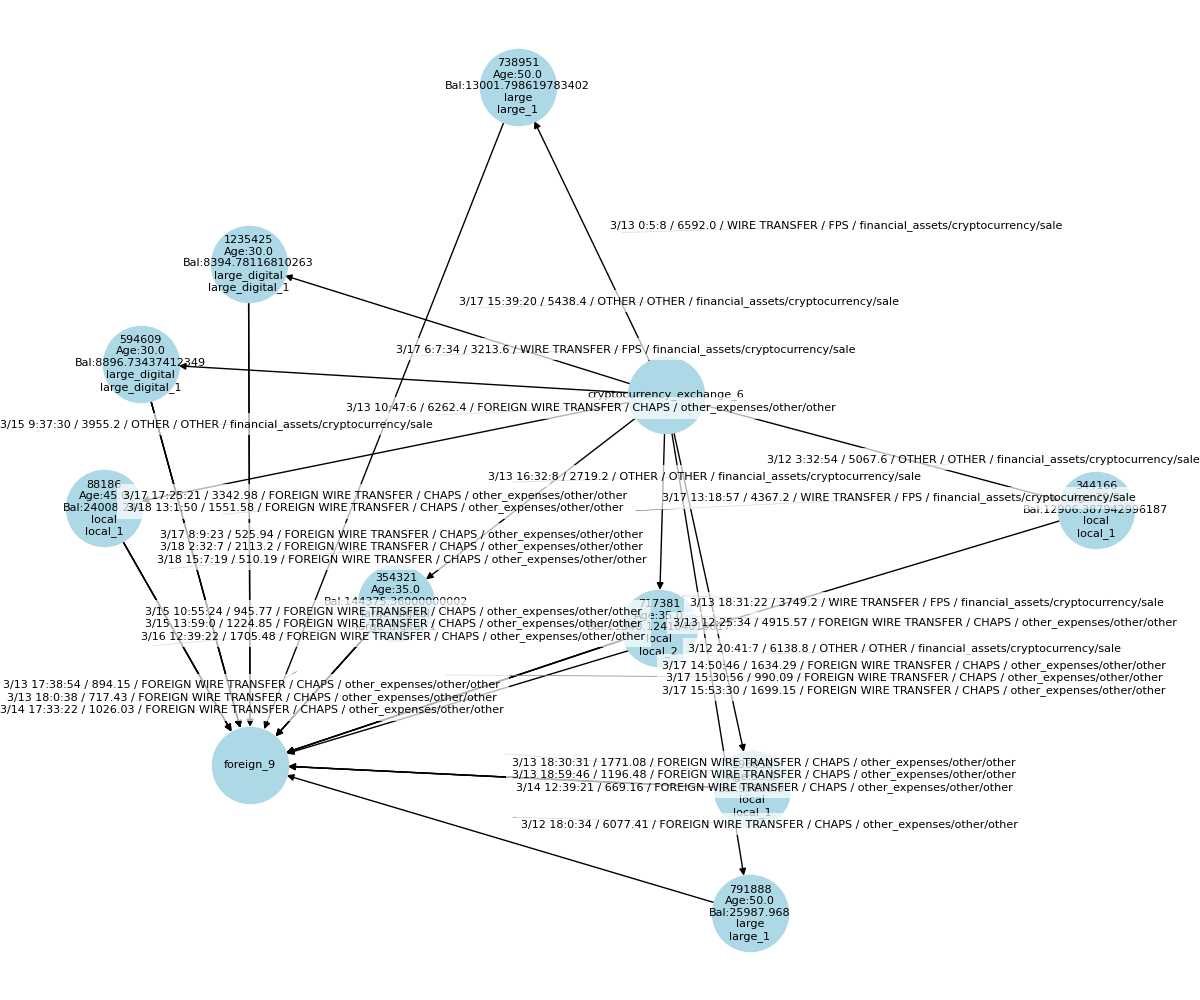 738951
Age:50.0
Bal:13001.798619783402
large
large_1
3/13 0:5:8 / 6592.0 / WIRE TRANSFER / FPS / financial_assets/cryptocurrency/sale
1235425
Age:30.0
Bal:8394.78116810263
large_digital
large_digital_1
3/17 15:39:20 / 5438.4 / OTHER / OTHER / financial_assets/cryptocurrency/sale
594609
Age:30.0
Bal:8896.73437412349
large_digital
large_digital_1
3/17 6:7:34 / 3213.6 / WIRE TRANSFER / FPS / financial_assets/cryptocurrency/sale
cryptocurrency_exchange_6
3/13 10:47:6 / 6262.4 / FOREIGN WIRE TRANSFER / CHAPS / other_expenses/other/other
3/15 9:37:30 / 3955.2 / OTHER / OTHER / financial_assets/cryptocurrency/sale
3/12 3:32:54 / 5067.6 / OTHER / OTHER / financial_assets/cryptocurrency/sale
3/13 16:32:8 / 2719.2 / OTHER / OTHER / financial_assets/cryptocurrency/sale
88186
Age:45
Bal:24008
local
local_1
3/17 17:25:21 / 3342.98 / FOREIGN WIRE TRANSFER / CHAPS / other_expenses/other/other
3/18 13:1:50 / 1551.58 / FOREIGN WIRE TRANSFER / CHAPS / other_expenses/other/other
3/17 13:18:57 / 4367.2 / WIRE TRANSFER / FPS / financial_assets/cryptocurrency/sale
344166
Bal:12906.387942996187
local
local_1
3/17 8:9:23 / 525.94 / FOREIGN WIRE TRANSFER / CHAPS / other_expenses/other/other
3/18 2:32:7 / 2113.2 / FOREIGN WIRE TRANSFER / CHAPS / other_expenses/other/other
3/18 15:7:19 / 510.19 / FOREIGN WIRE TRANSFER / CHAPS / other_expenses/other/other
354321
Age:35.0
Bal:144375.36000000002
717381
Age:35.0
local
local_2
3/13 18:31:22 / 3749.2 / WIRE TRANSFER / FPS / financial_assets/cryptocurrency/sale
3/15 10:55:24 / 945.77 / FOREIGN WIRE TRANSFER / CHAPS / other_expenses/other/other
3/15 13:59:0 / 1224.85 / FOREIGN WIRE TRANSFER / CHAPS / other_expenses/other/other
3/16 12:39:22 / 1705.48 / FOREIGN WIRE TRANSFER / CHAPS / other_expenses/other/other
3/13 12:25:34 / 4915.57 / FOREIGN WIRE TRANSFER / CHAPS / other_expenses/other/other
3/12 20:41:7 / 6138.8 / OTHER / OTHER / financial_assets/cryptocurrency/sale
3/17 14:50:46 / 1634.29 / FOREIGN WIRE TRANSFER / CHAPS / other_expenses/other/other
3/17 15:30:56 / 990.09 / FOREIGN WIRE TRANSFER / CHAPS / other_expenses/other/other
3/17 15:53:30 / 1699.15 / FOREIGN WIRE TRANSFER / CHAPS / other_expenses/other/other
3/13 17:38:54 / 894.15 / FOREIGN WIRE TRANSFER / CHAPS / other_expenses/other/other
3/13 18:0:38 / 717.43 / FOREIGN WIRE TRANSFER / CHAPS / other_expenses/other/other
3/14 17:33:22 / 1026.03 / FOREIGN WIRE TRANSFER / CHAPS / other_expenses/other/other
foreign_9
3/13 18:30:31 / 1771.08 / FOREIGN WIRE TRANSFER / CHAPS / other_expenses/other/other
3/13 18:59:46 / 1196.48 / FOREIGN WIRE TRANSFER / CHAPS / other_expenses/other/other
3/14 12:39:21 / 669.16 / FOREIGN WIRE TRANSFER / CHAPS / other_expenses/other/other
local
local_1
3/12 18:0:34 / 6077.41 / FOREIGN WIRE TRANSFER / CHAPS / other_expenses/other/other
791888
Age:50.0
Bal:25987.968
large
large_1